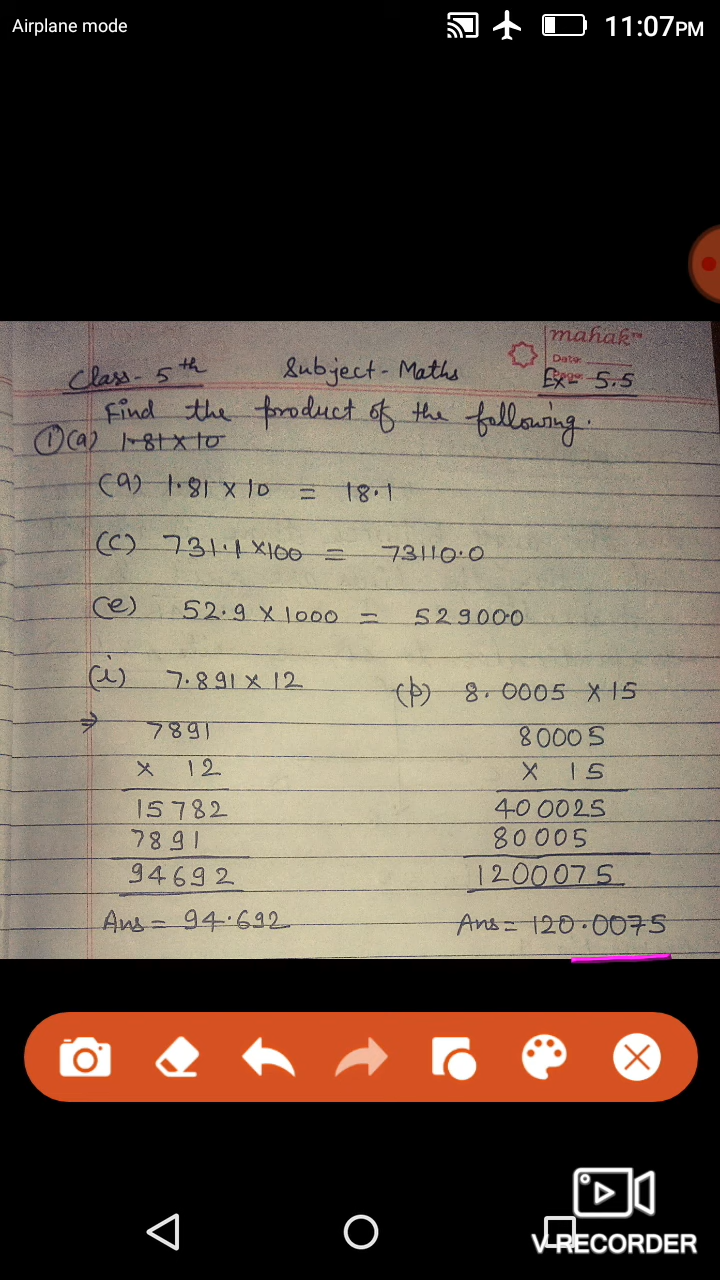 Airplane mode 11:07PM
mahak™
Date:
Page:
Class- 5th Subject- Maths Ex- 5.5
Find the product of the following.
①(a) 1.81 x 10
(a) 1.81 x 10 = 18.1
(c) 731.1 x100 = 73110.0
(e) 52.9 x 1000 = 52900.0
(i) 7.891 x 12 (p) 8.0005 x 15
⇒ 7891 80005
x 12 x 15
15782 400025
7891 80005
94692 1200075
Ans = 94.692 Ans = 120.0075
V RECORDER